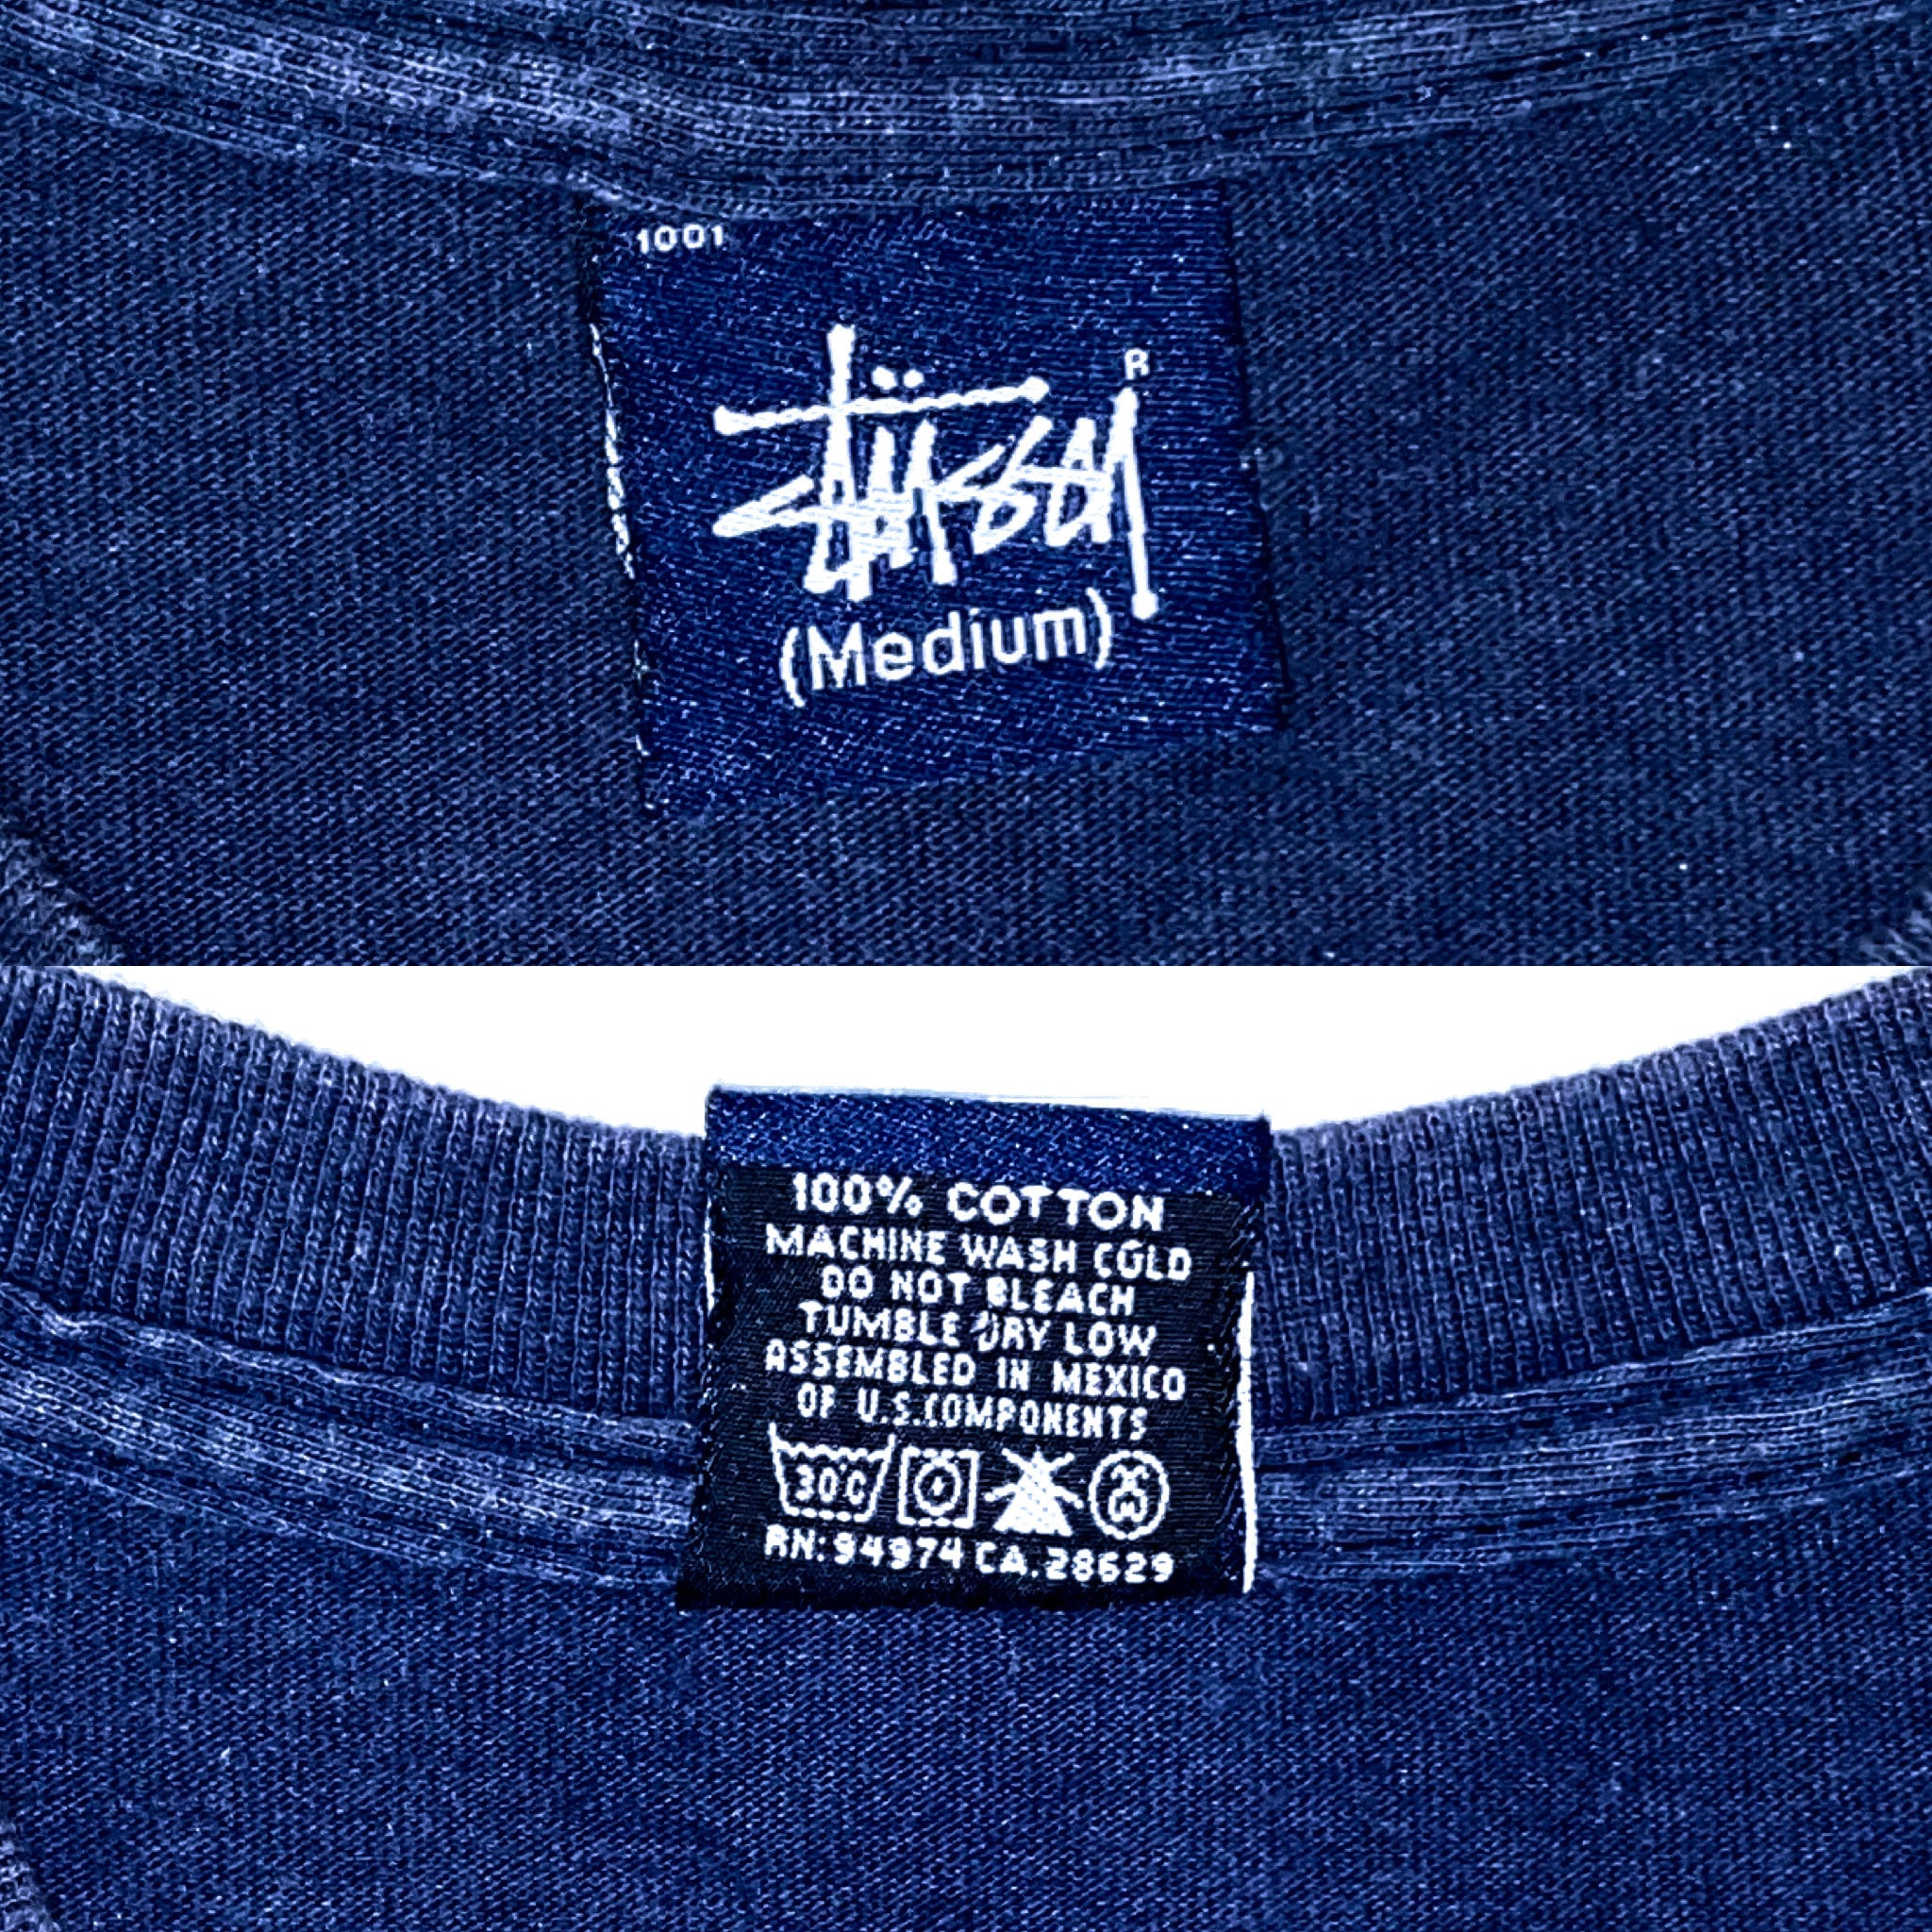 1001
Stüssy
R
(Medium)
100% COTTON
MACHINE WASH COLD
DO NOT BLEACH
TUMBLE DRY LOW
ASSEMBLED IN MEXICO
OF U.S.COMPONENTS
30°C
RN: 94974 CA.28629